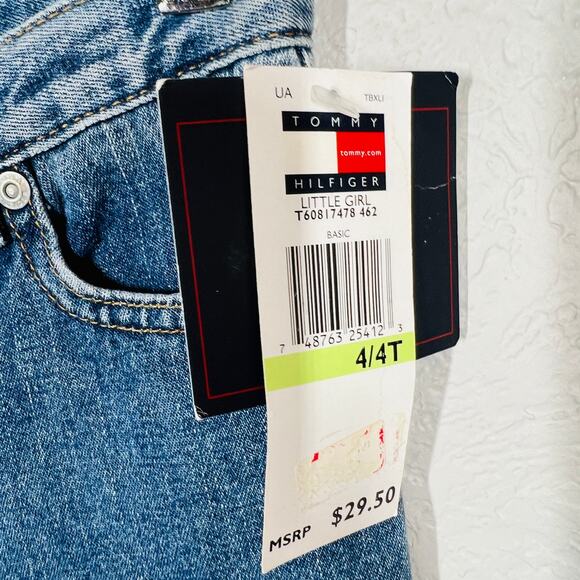 UA TBXLI
TOMMY
tommy.com
HILFIGER
LITTLE GIRL
T60817478 462
BASIC
7 48763 25412 3
4/4T
MSRP $29.50